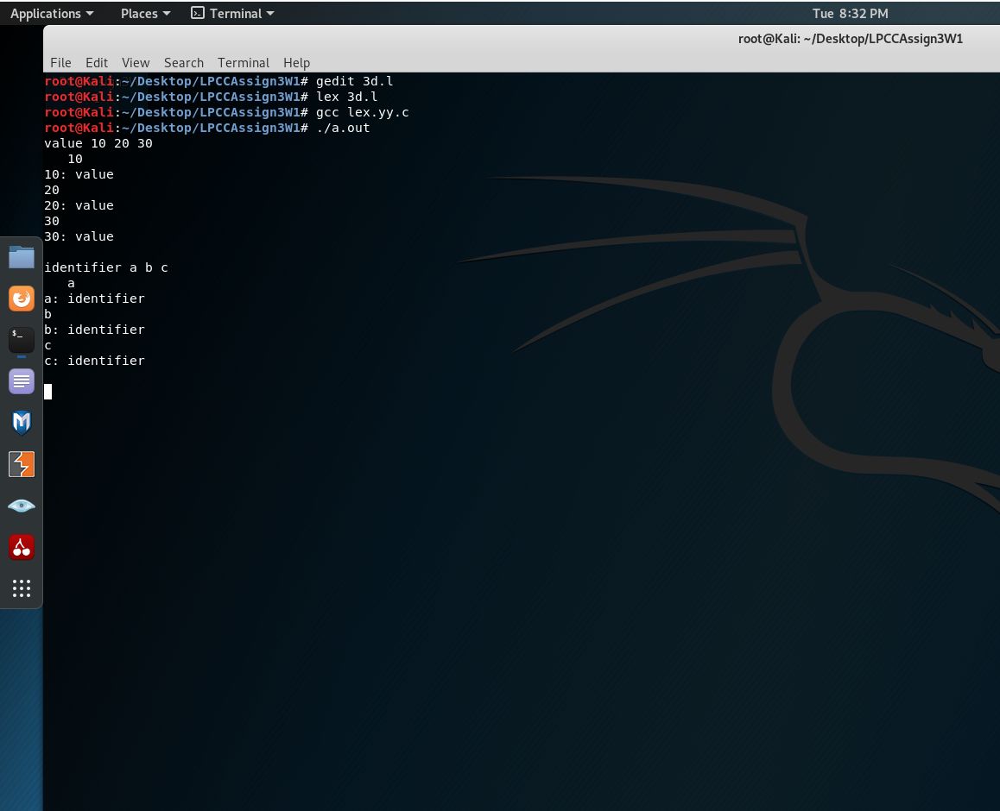 Applications Places Terminal Tue 8:32 PM
root@Kali: ~/Desktop/LPCCAssign3W1
File Edit View Search Terminal Help
root@Kali:~/Desktop/LPCCAssign3W1# gedit 3d.l
root@Kali:~/Desktop/LPCCAssign3W1# lex 3d.l
root@Kali:~/Desktop/LPCCAssign3W1# gcc lex.yy.c
root@Kali:~/Desktop/LPCCAssign3W1# ./a.out
value 10 20 30
   10
10: value
20
20: value
30
30: value
identifier a b c
   a
a: identifier
b
b: identifier
c
c: identifier